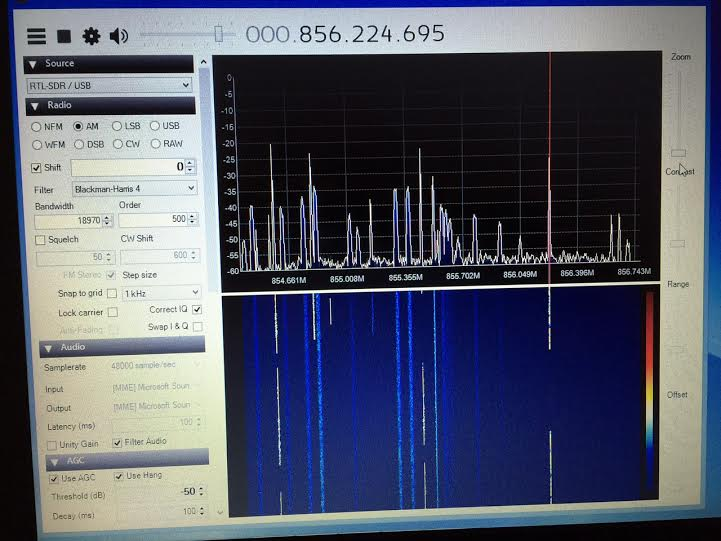 000.856.224.695
Source
RTL-SDR / USB
Radio
NFM AM LSB USB
WFM DSB CW RAW
Shift 0
Filter Blackman-Harris 4
Bandwidth Order
18970 500
Squelch CW Shift
50 600
FM Stereo Step size
Snap to grid 1 kHz
Lock carrier Correct IQ
Anti-Fading Swap I & Q
Audio
Samplerate 48000 sample/sec
Input [MME] Microsoft Soun
Output [MME] Microsoft Soun
Latency (ms) 100
Unity Gain Filter Audio
AGC
Use AGC Use Hang
Threshold (dB) -50
Decay (ms) 100
0
-5
-10
-15
-20
-25
-30
-35
-40
-45
-50
-55
-60
854.661M 855.008M 855.355M 855.702M 856.049M 856.396M 856.743M
Zoom
Contrast
Range
Offset